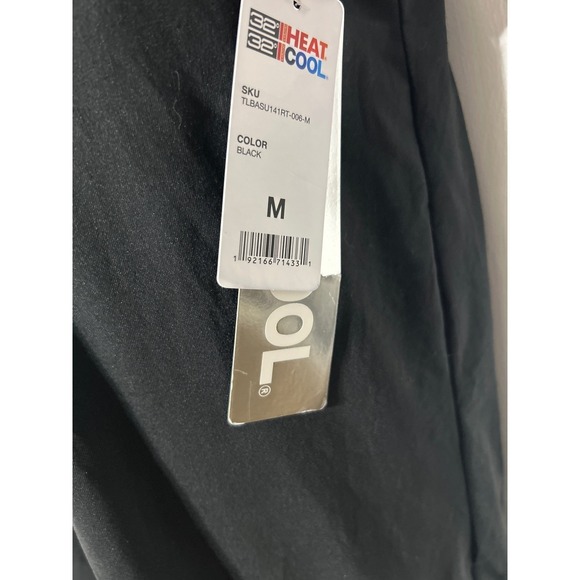 32° HEAT
32° COOL
SKU
TLBASU141RT-006-M
COLOR
BLACK
M
1 92166 71433 1
OOL®